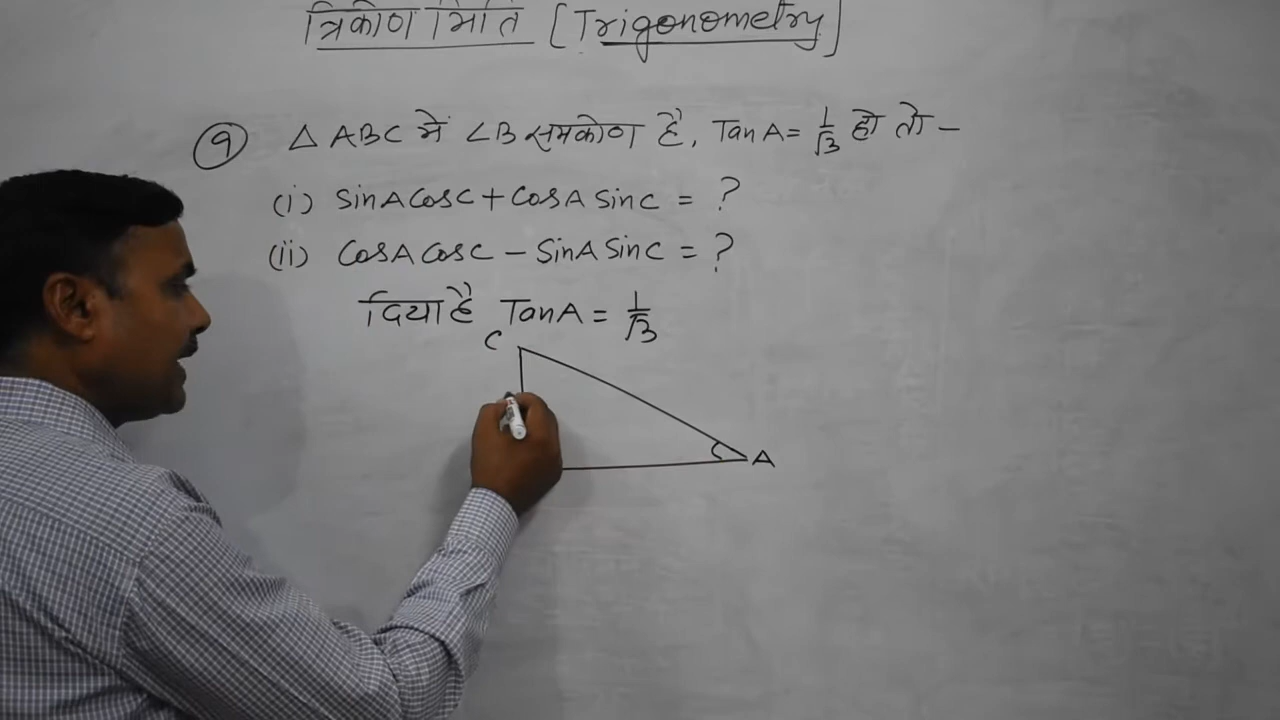 त्रिकोण मिति [Trigonometry]
9 △ ABC में ∠B समकोण है, TanA = 1/√3 हो तो –
(i) SinA CosC + CosA SinC = ?
(ii) CosA CosC – SinA SinC = ?
दिया है TanA = 1/√3
C
A